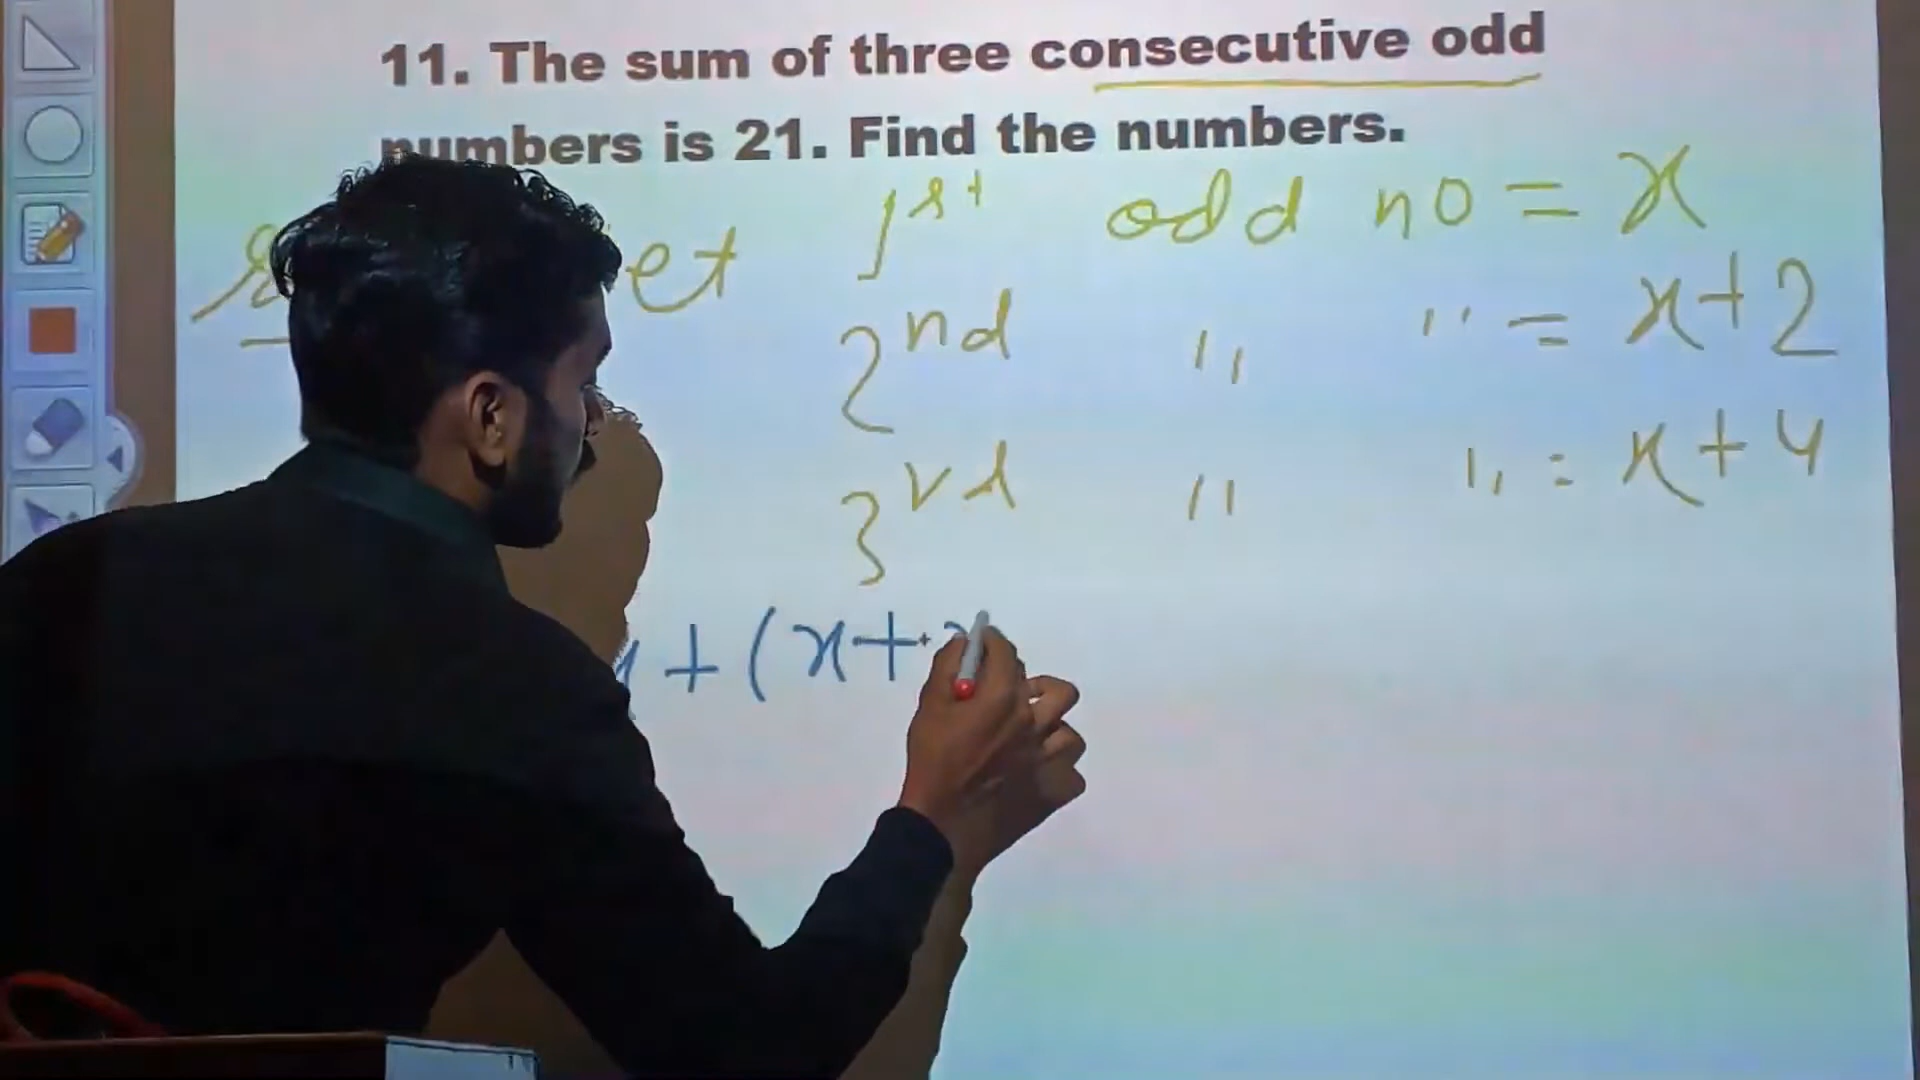 11. The sum of three consecutive odd
numbers is 21. Find the numbers.
1st odd no = x
2nd " " = x+2
3rd " " = x+4
+ (x+